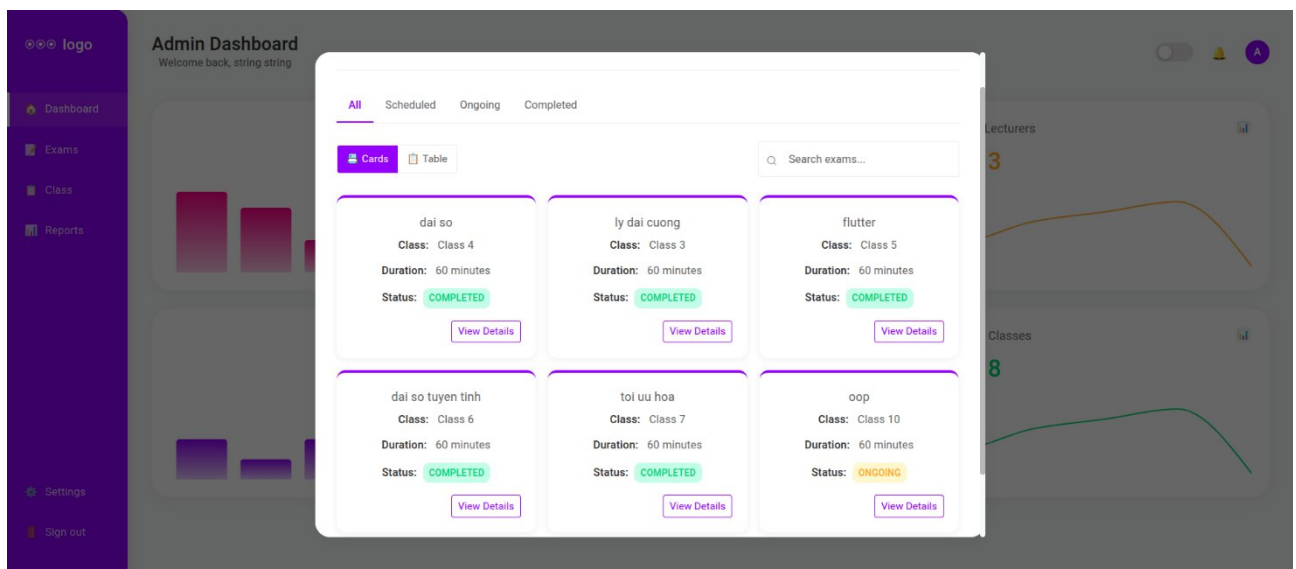 logo
Admin Dashboard
Welcome back, string string
A
Dashboard
Exams
Class
Reports
Settings
Sign out
Lecturers
3
Classes
8
All Scheduled Ongoing Completed
Cards Table
Search exams...
dai so
Class: Class 4
Duration: 60 minutes
Status: COMPLETED
View Details
ly dai cuong
Class: Class 3
Duration: 60 minutes
Status: COMPLETED
View Details
flutter
Class: Class 5
Duration: 60 minutes
Status: COMPLETED
View Details
dai so tuyen tinh
Class: Class 6
Duration: 60 minutes
Status: COMPLETED
View Details
toi uu hoa
Class: Class 7
Duration: 60 minutes
Status: COMPLETED
View Details
oop
Class: Class 10
Duration: 60 minutes
Status: ONGOING
View Details